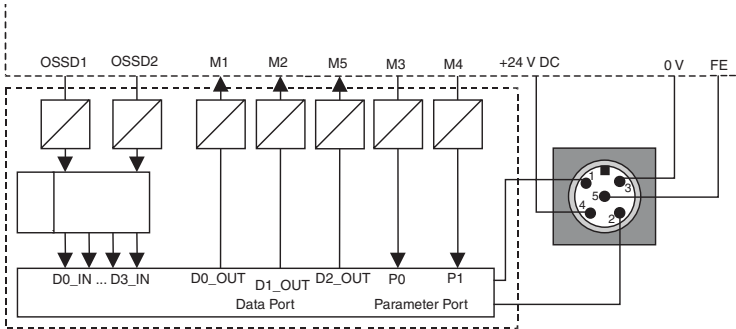 OSSD1 OSSD2 M1 M2 M5 M3 M4 +24 V DC 0 V FE
1
3
5
4
2
D0_IN ... D3_IN D0_OUT D1_OUT D2_OUT P0 P1
Data Port Parameter Port